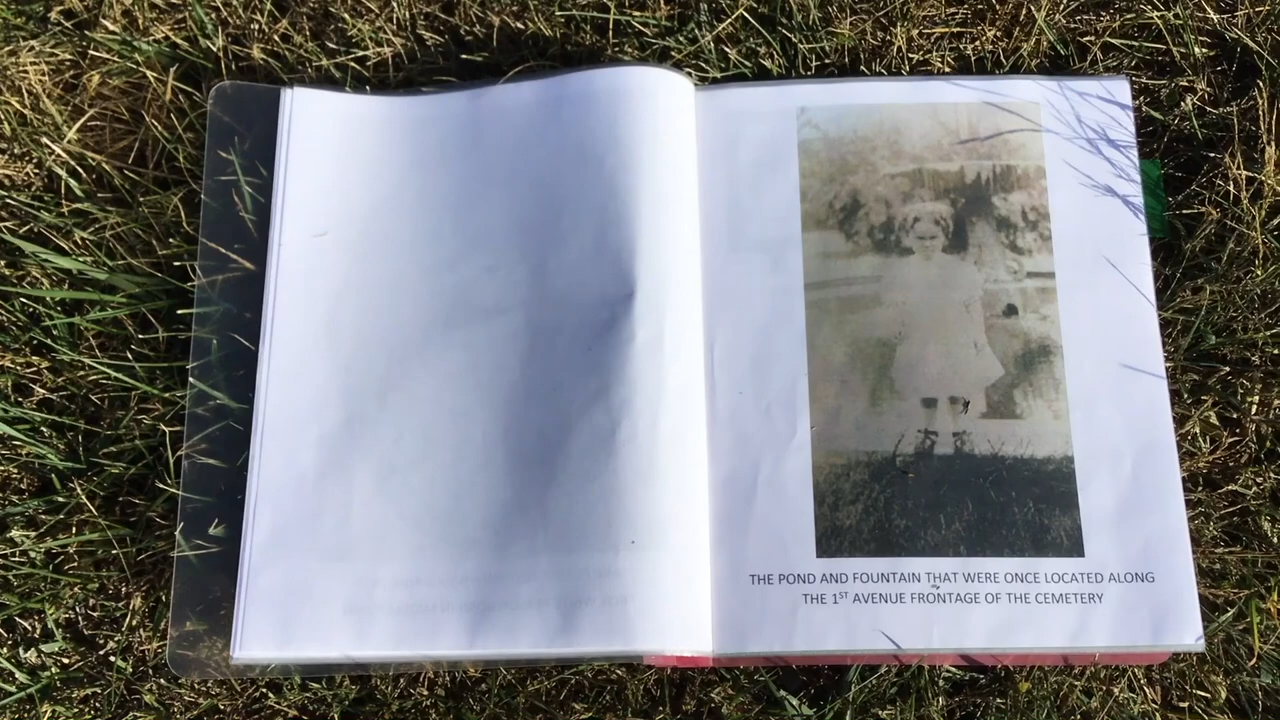 THE POND AND FOUNTAIN THAT WERE ONCE LOCATED ALONG
THE 1ST AVENUE FRONTAGE OF THE CEMETERY